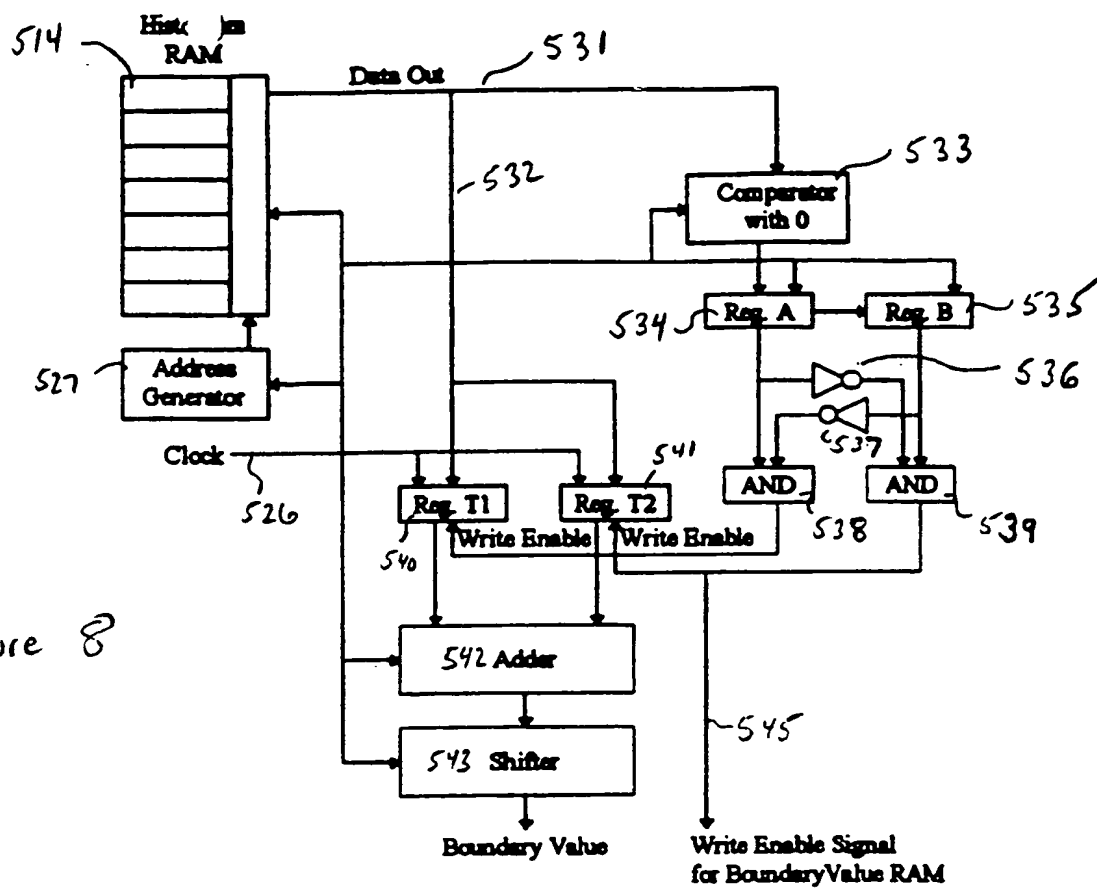 514
RAM
Data Out
531
532
533
Comparator
with 0
534
Reg. A
Reg. B
535
527
Address
Generator
536
537
Clock
526
541
540
Reg. T1
Reg. T2
AND
538
AND
539
Write Enable
Write Enable
8
542 Adder
543 Shifter
545
Boundary Value
Write Enable Signal
for BoundaryValue RAM